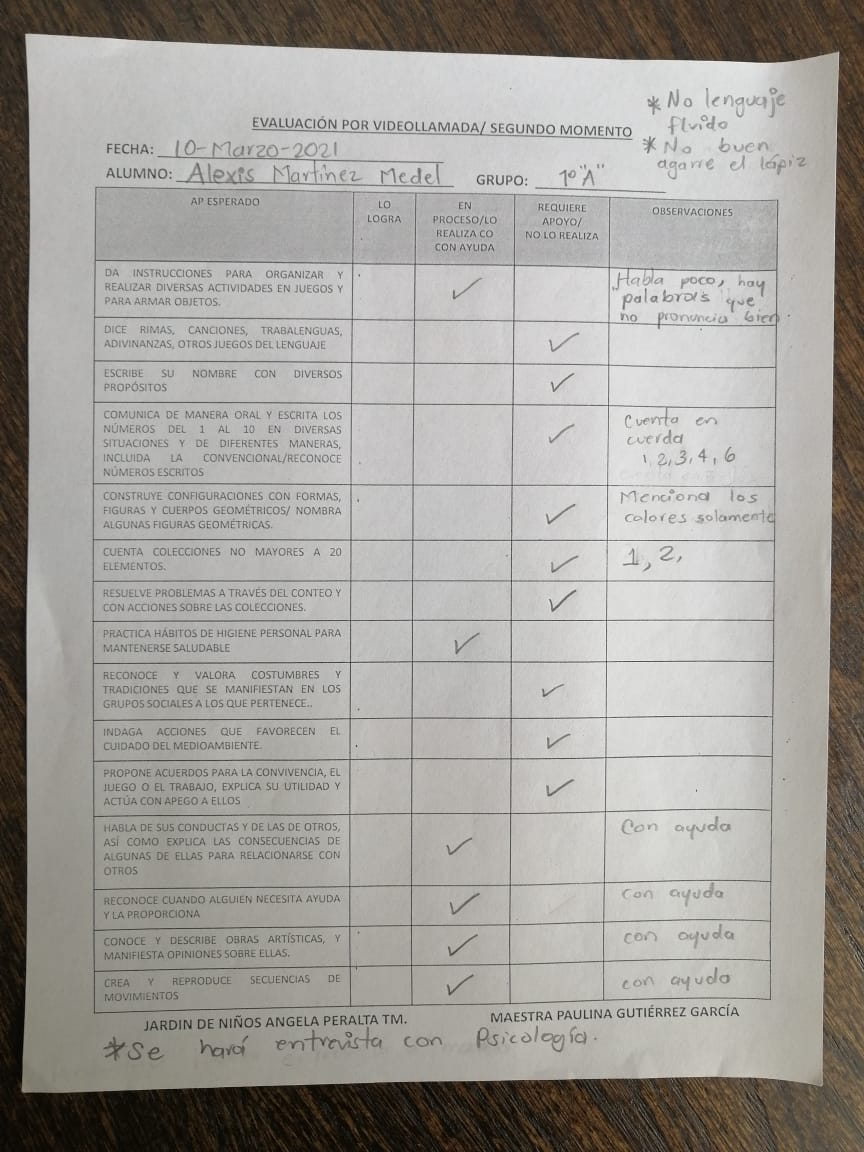 * No lenguaje
fluido
* No buen
agarre el lápiz
EVALUACIÓN POR VIDEOLLAMADA/ SEGUNDO MOMENTO
FECHA: 10-Marzo-2021
ALUMNO: Alexis Martínez Medel GRUPO: 1º "A"
AP ESPERADO
LO
LOGRA
EN
PROCESO/LO
REALIZA CO
CON AYUDA
REQUIERE
APOYO/
NO LO REALIZA
OBSERVACIONES
DA INSTRUCCIONES PARA ORGANIZAR Y
REALIZAR DIVERSAS ACTIVIDADES EN JUEGOS Y
PARA ARMAR OBJETOS.
✓
Habla poco, hay
palabras que
no pronuncia bien.
DICE RIMAS, CANCIONES, TRABALENGUAS,
ADIVINANZAS, OTROS JUEGOS DEL LENGUAJE
✓
ESCRIBE SU NOMBRE CON DIVERSOS
PROPÓSITOS
✓
COMUNICA DE MANERA ORAL Y ESCRITA LOS
NÚMEROS DEL 1 AL 10 EN DIVERSAS
SITUACIONES Y DE DIFERENTES MANERAS,
INCLUIDA LA CONVENCIONAL/RECONOCE
NÚMEROS ESCRITOS
✓
Cuenta en
cuerda
1, 2, 3, 4, 6
CONSTRUYE CONFIGURACIONES CON FORMAS,
FIGURAS Y CUERPOS GEOMÉTRICOS/ NOMBRA
ALGUNAS FIGURAS GEOMÉTRICAS.
✓
Menciona los
colores solamente
CUENTA COLECCIONES NO MAYORES A 20
ELEMENTOS.
✓
1, 2,
RESUELVE PROBLEMAS A TRAVÉS DEL CONTEO Y
CON ACCIONES SOBRE LAS COLECCIONES.
✓
PRACTICA HÁBITOS DE HIGIENE PERSONAL PARA
MANTENERSE SALUDABLE
✓
RECONOCE Y VALORA COSTUMBRES Y
TRADICIONES QUE SE MANIFIESTAN EN LOS
GRUPOS SOCIALES A LOS QUE PERTENECE..
✓
INDAGA ACCIONES QUE FAVORECEN EL
CUIDADO DEL MEDIOAMBIENTE.
✓
PROPONE ACUERDOS PARA LA CONVIVENCIA, EL
JUEGO O EL TRABAJO, EXPLICA SU UTILIDAD Y
ACTÚA CON APEGO A ELLOS
✓
HABLA DE SUS CONDUCTAS Y DE LAS DE OTROS,
ASÍ COMO EXPLICA LAS CONSECUENCIAS DE
ALGUNAS DE ELLAS PARA RELACIONARSE CON
OTROS
✓
Con ayuda
RECONOCE CUANDO ALGUIEN NECESITA AYUDA
Y LA PROPORCIONA
✓
con ayuda
CONOCE Y DESCRIBE OBRAS ARTÍSTICAS, Y
MANIFIESTA OPINIONES SOBRE ELLAS.
✓
con ayuda
CREA Y REPRODUCE SECUENCIAS DE
MOVIMIENTOS
✓
con ayuda
JARDIN DE NIÑOS ANGELA PERALTA TM. MAESTRA PAULINA GUTIÉRREZ GARCÍA
*Se hará entrevista con Psicología.